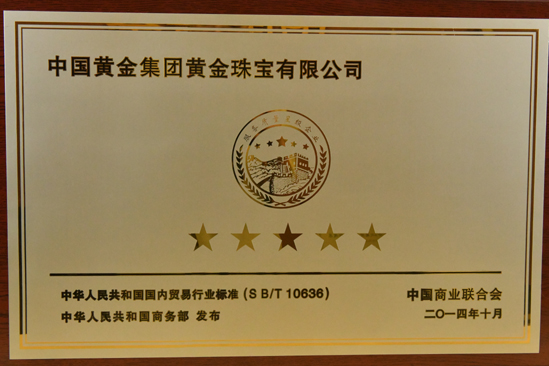 中国黄金集团黄金珠宝有限公司
中华人民共和国国内贸易行业标准(SB/T 10636)
中华人民共和国商务部 发布
中国商业联合会
二〇一四年十月